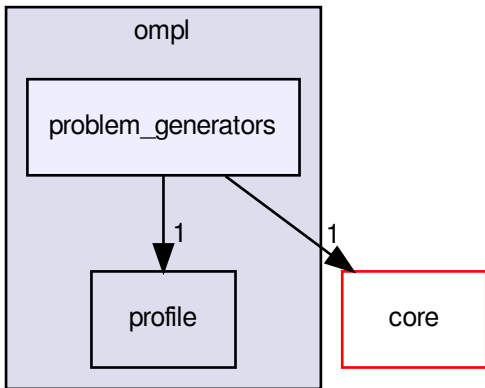 ompl
problem_generators
1
1
profile
core